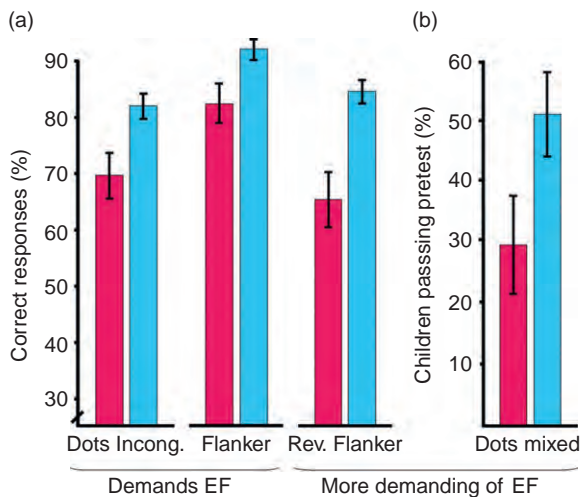 (a)
Correct responses (%)
90
80
70
60
50
40
30
Dots Incong.
Flanker
Rev. Flanker
(b)
Children passsing pretest (%)
60
50
40
30
20
10
Dots mixed
Demands EF
More demanding of EF